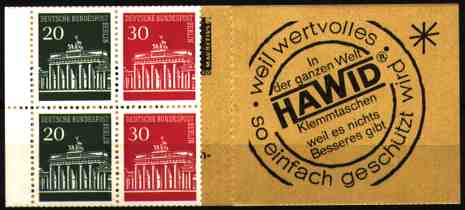 DEUTSCHE BUNDESPOST
BERLIN
20
DEUTSCHE BUNDESPOST
BERLIN
30
DEUTSCHE BUNDESPOST
BERLIN
20
DEUTSCHE BUNDESPOST
BERLIN
30
weil wertvolles
so einfach geschützt wird
In
der ganzen Welt
HAWID®
Klemmtaschen
weil es nichts
Besseres gibt